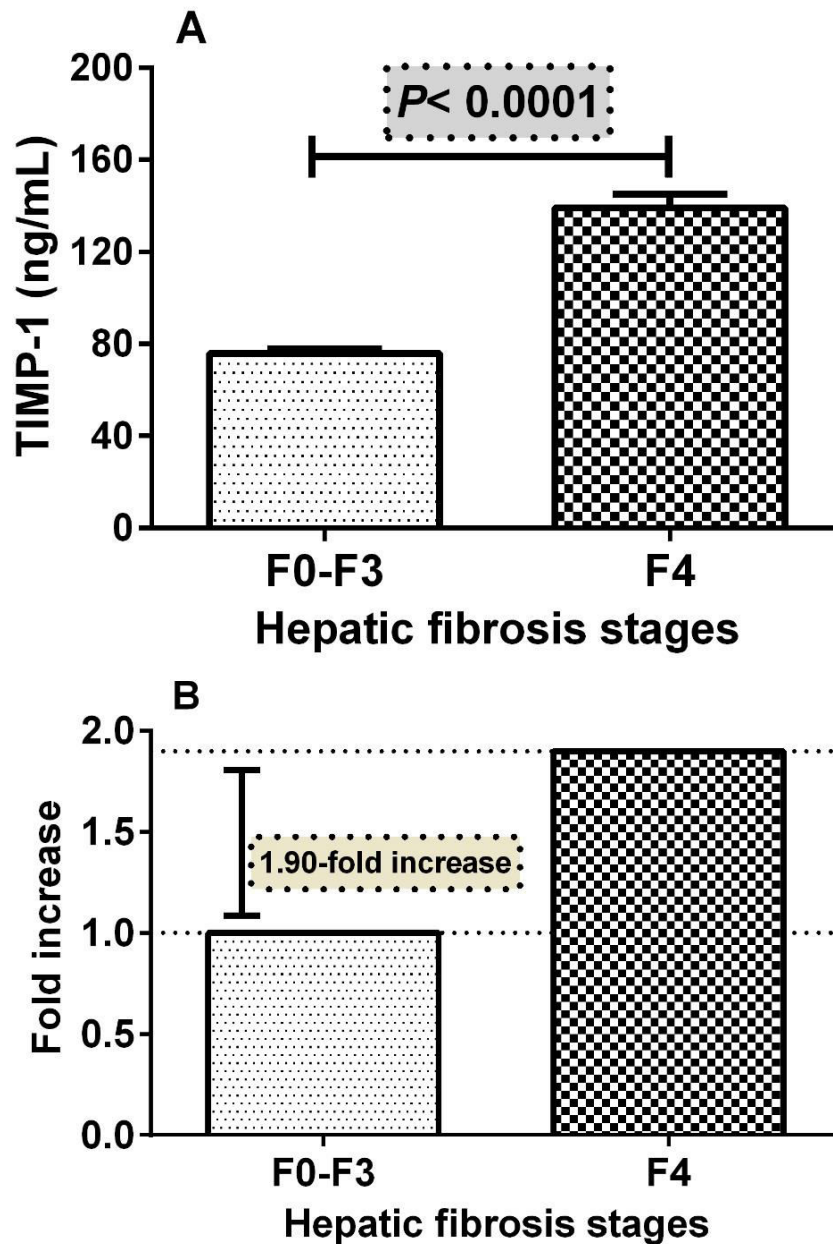 A
200
160
120
80
40
0
TIMP-1 (ng/mL)
P< 0.0001
F0-F3
F4
Hepatic fibrosis stages
B
2.0
1.5
1.0
0.5
0.0
Fold increase
1.90-fold increase
F0-F3
F4
Hepatic fibrosis stages